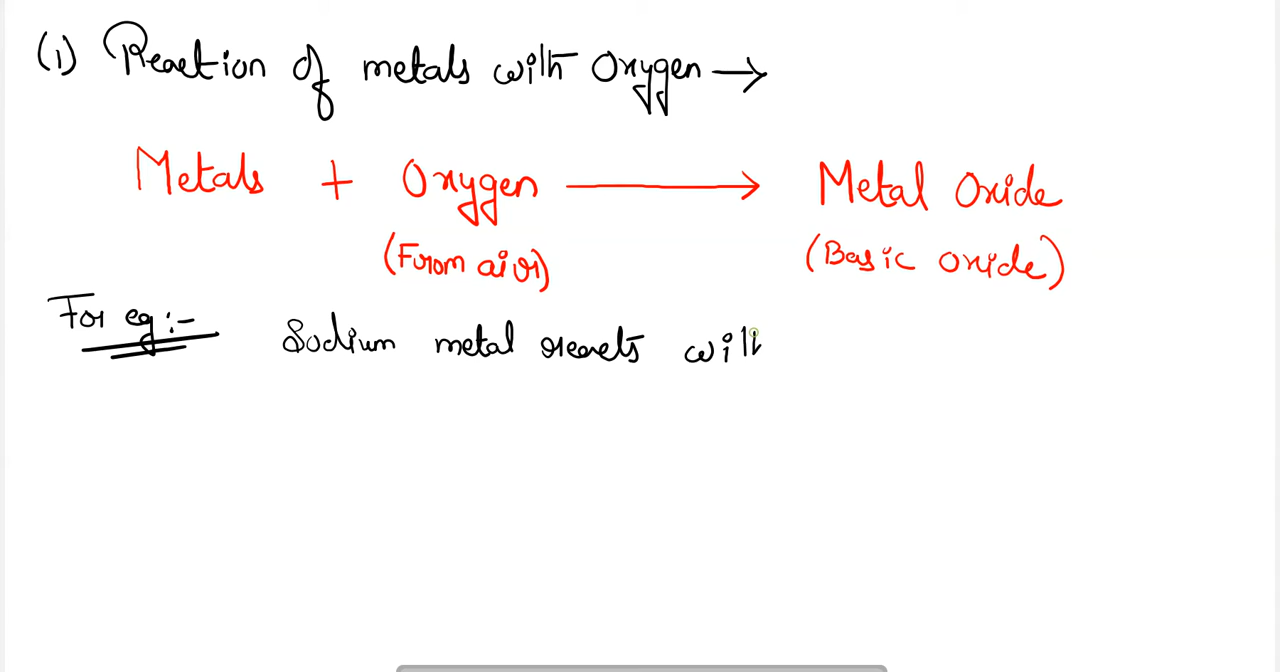 (1) Reaction of metals with Oxygen →
Metals + Oxygen → Metal Oxide
(From air) (Basic oxide)
For eg:- Sodium metal reacts with